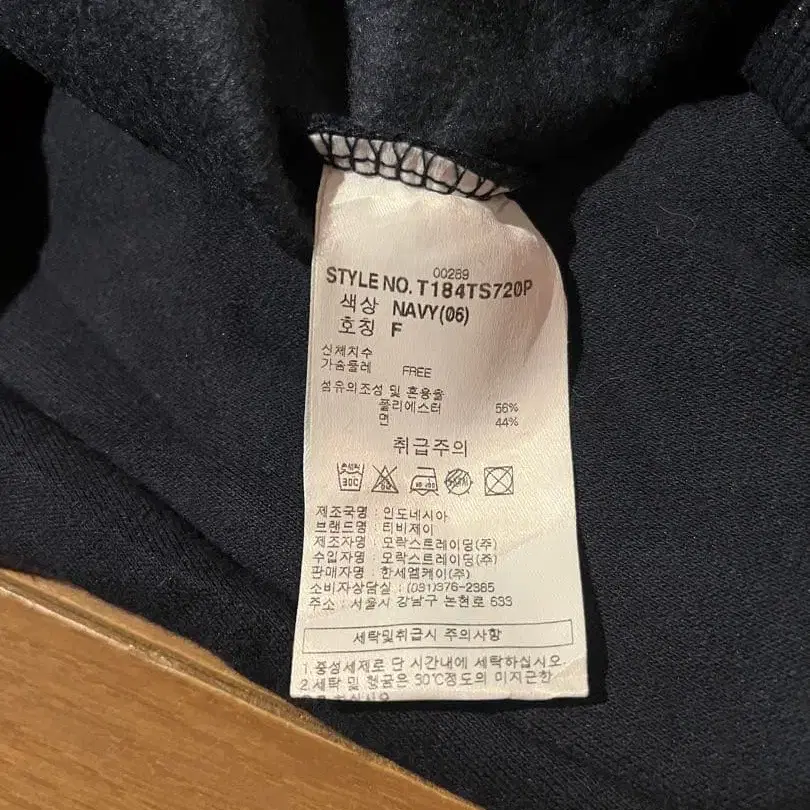 00289
STYLE NO. T184TS720P
색상 NAVY(06)
호칭 F
신체치수
가슴둘레 FREE
섬유의조성 및 혼용율
폴리에스터 56%
면 44%
취급주의
30C
제조국명 : 인도네시아
브랜드명 : 티비제이
제조자명 : 모락스트레이딩(주)
수입자명 : 모락스트레이딩(주)
판매자명 : 한세엠케이(주)
소비자상담실 : (031)376-2385
주소 : 서울시 강남구 논현로 633
세탁및취급시 주의사항
1.중성세제로 단 시간내에 세탁하십시오.
2.세탁 및 헹굼은 30℃정도의 미지근한